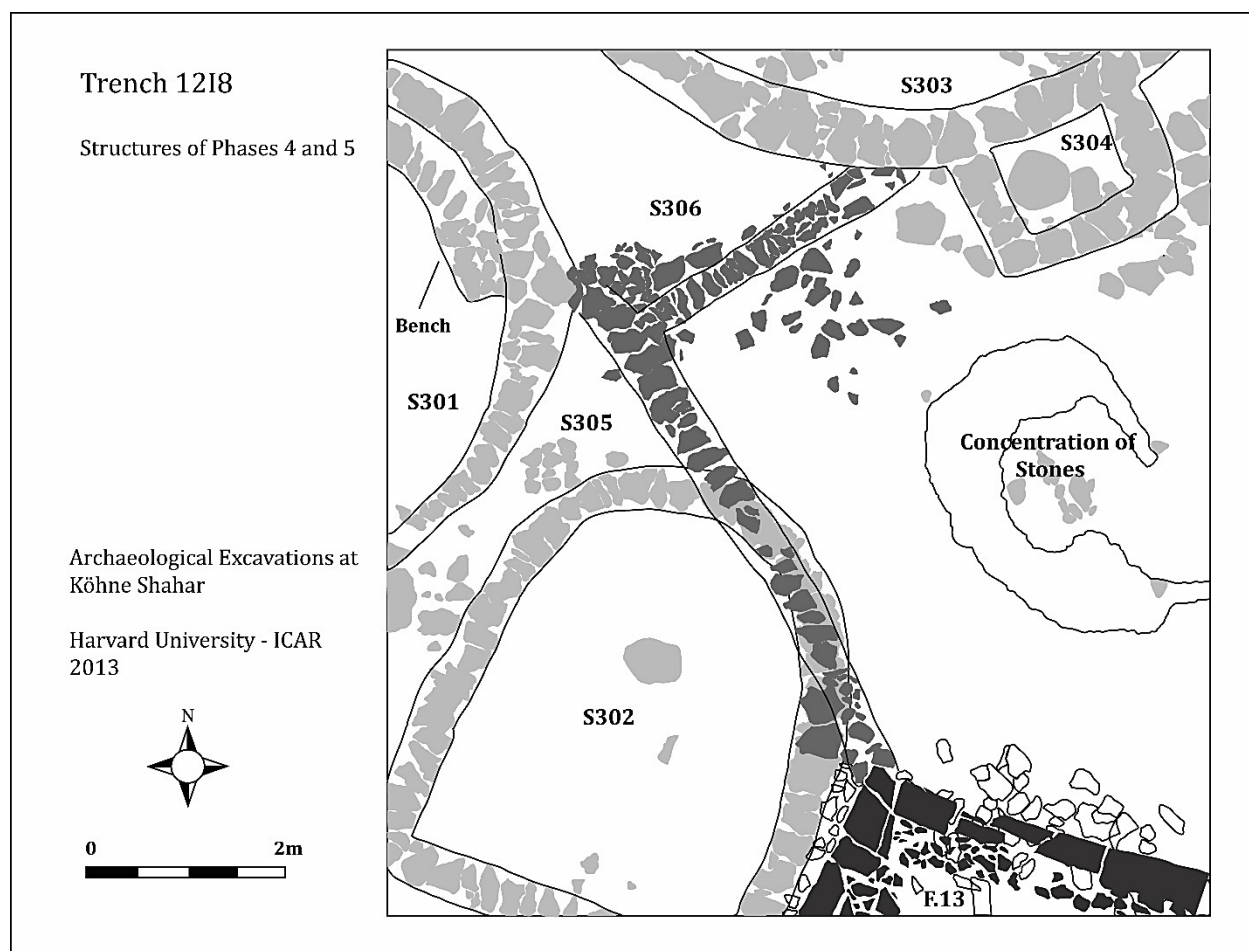 Trench 12I8
Structures of Phases 4 and 5
S303
S304
S306
Bench
S301
S305
Concentration of
Stones
Archaeological Excavations at
Köhne Shahar
Harvard University - ICAR
2013
S302
N
0 2m
F.13